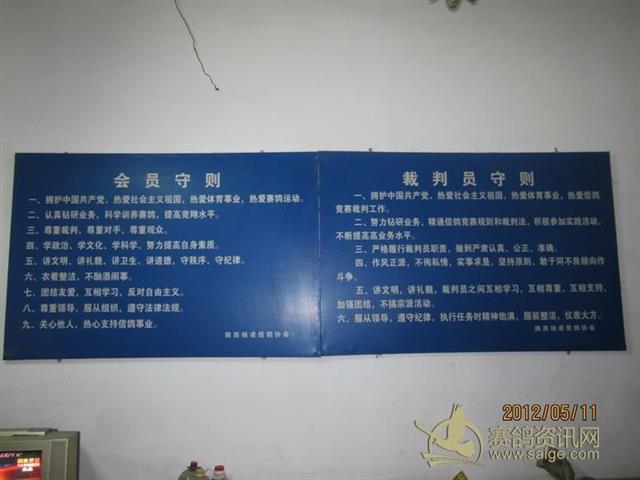 会员守则
一、拥护中国共产党，热爱社会主义祖国，热爱体育事业，热爱赛鸽运动。
二、认真钻研业务，科学训养赛鸽，提高竞翔水平。
三、尊重裁判，尊重对手，尊重观众。
四、学政治、学文化、学科学、努力提高自身素质。
五、讲文明、讲礼貌、讲卫生、讲道德，守秩序、守纪律。
六、衣着整洁，不酗酒闹事。
七、团结友爱，互相学习，反对自由主义。
八、尊重领导，服从组织，遵守法律法规。
九、关心他人，热心支持信鸽事业。
陕西杨凌信鸽协会
裁判员守则
一、拥护中国共产党，热爱社会主义祖国，热爱体育事业，热爱信鸽
竞赛裁判工作。
二、努力钻研业务，精通信鸽竞赛规则和裁判法，积极参加实践活动，
不断提高高业务水平。
三、严格履行裁判员职责，做到严肃认真、公正、准确。
四、作风正派，不徇私情，实事求是，坚持原则，敢于同不良倾向作
斗争。
五、讲文明、讲礼貌，裁判员之间互相学习，互相尊重，互相支持，
加强团结，不搞宗派活动。
六、服从领导，遵守纪律，执行任务时精神饱满，服装整洁，仪表大方。
陕西杨凌信鸽协会
2012/05/11
赛鸽资讯网
www.saige.com